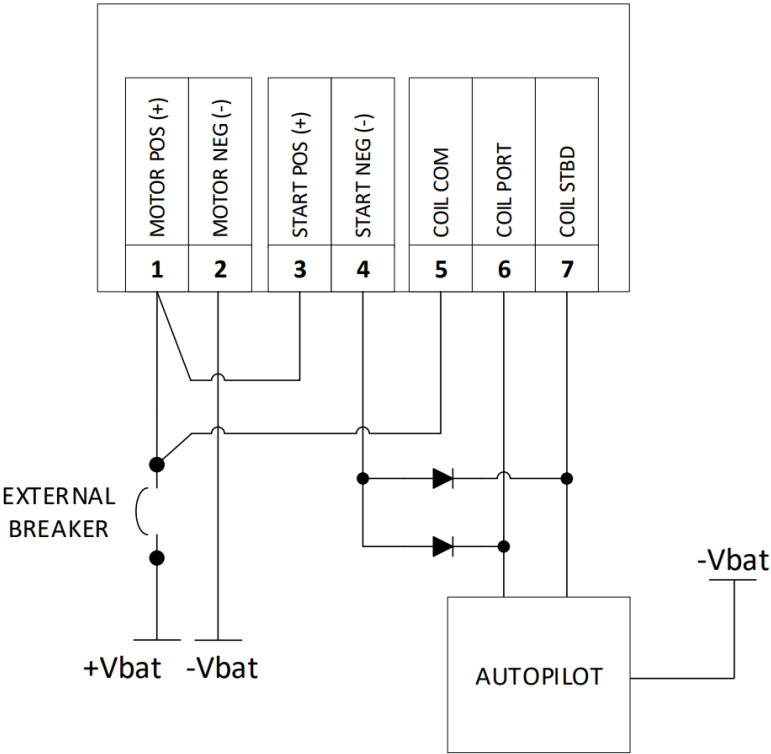 MOTOR POS (+)
MOTOR NEG (-)
START POS (+)
START NEG (-)
COIL COM
COIL PORT
COIL STBD
1
2
3
4
5
6
7
EXTERNAL
BREAKER
+Vbat
-Vbat
AUTOPILOT
-Vbat